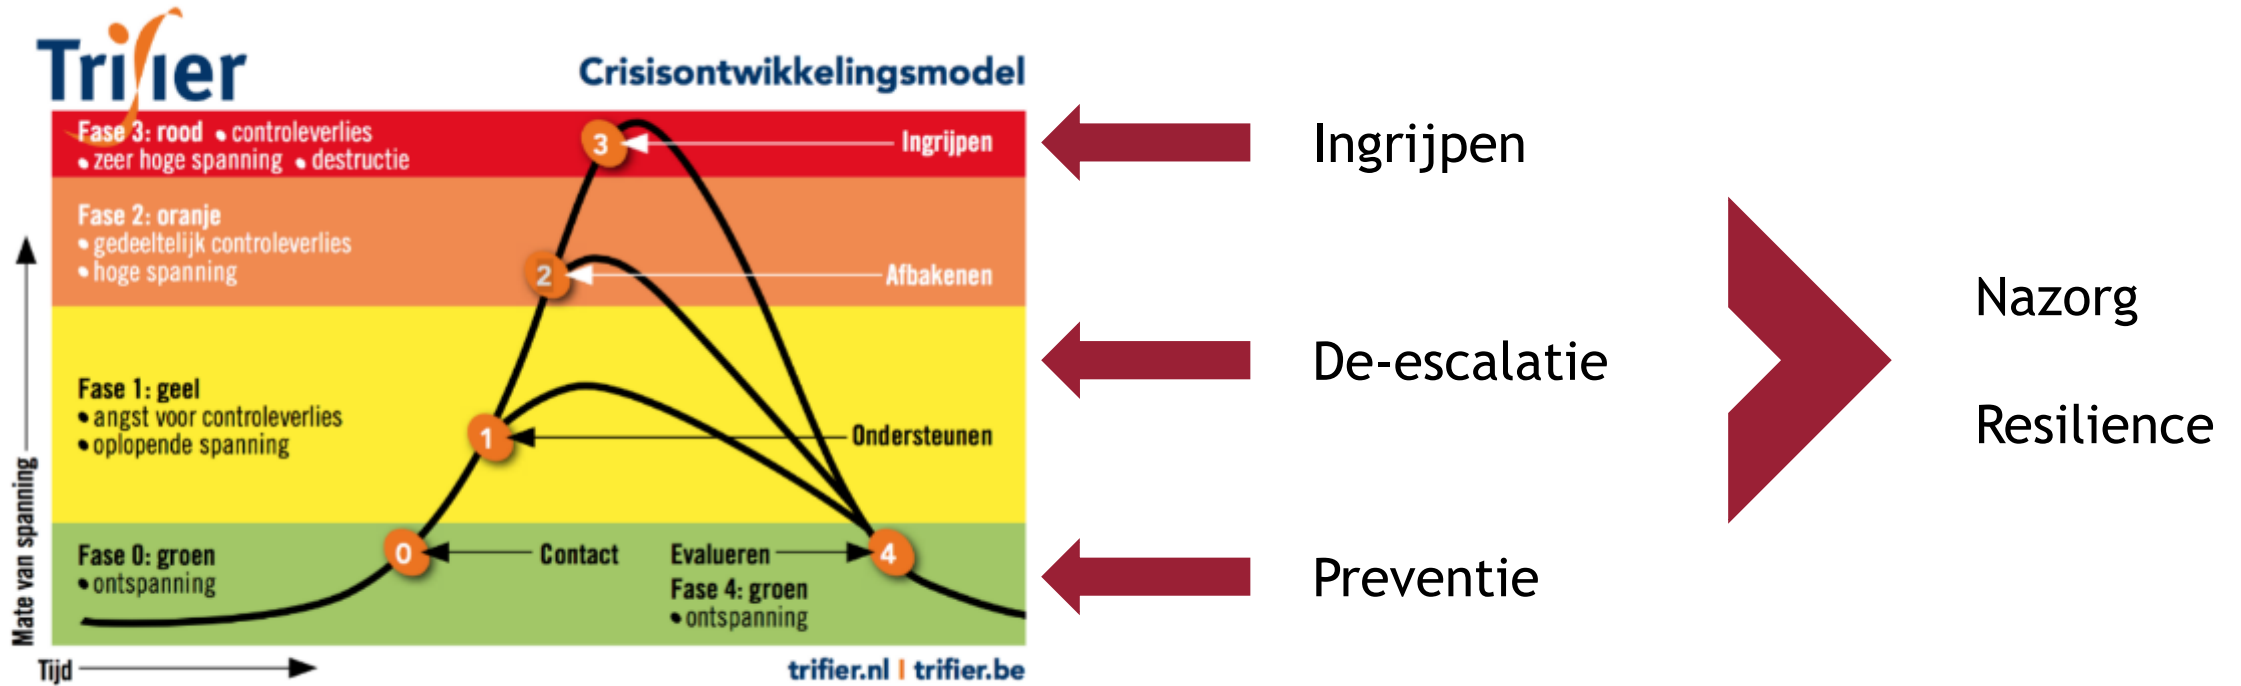 Trifier
Crisisontwikkelingsmodel
Fase 3: rood • controleverlies
• zeer hoge spanning • destructie
Ingrijpen
3
Fase 2: oranje
• gedeeltelijk controleverlies
• hoge spanning
2
Afbakenen
Fase 1: geel
• angst voor controleverlies
• oplopende spanning
1
Ondersteunen
Fase 0: groen
• ontspanning
0
Contact
Evalueren
4
Fase 4: groen
• ontspanning
Mate van spanning
Tijd
trifier.nl | trifier.be
Ingrijpen
De-escalatie
Preventie
Nazorg
Resilience